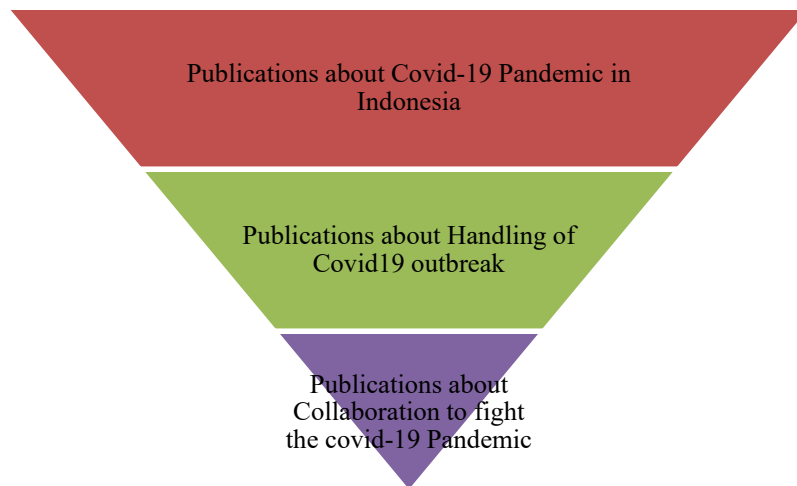 Publications about Covid-19 Pandemic in
Indonesia
Publications about Handling of
Covid19 outbreak
Publications about
Collaboration to fight
the covid-19 Pandemic